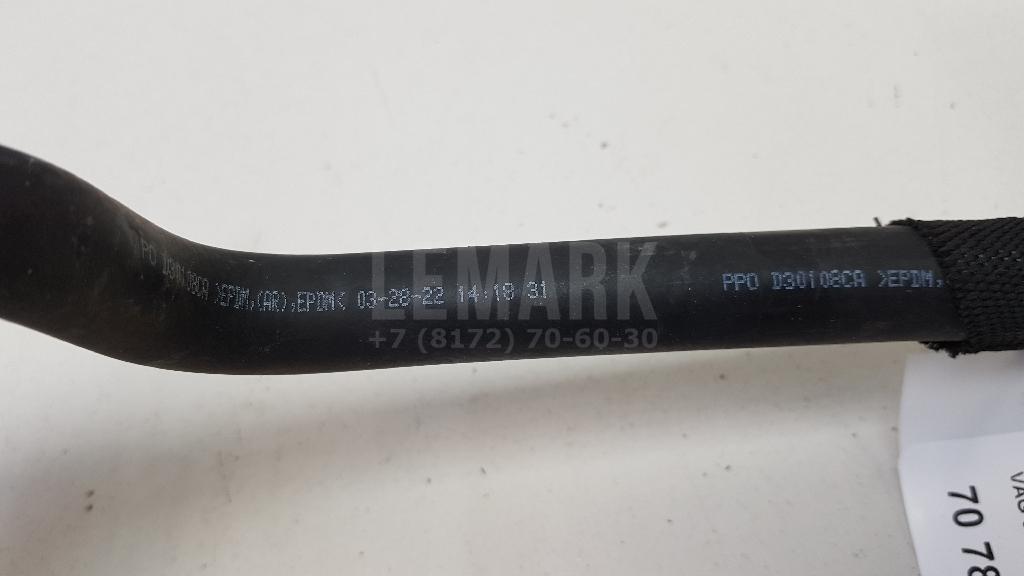 PPO D30108CA >EPDM,(AR),EPDM< 03-28-22 14:18 31
PPO D30108CA >EPDM,
LEMARK
+7 (8172) 70-60-30
VAG
70 78